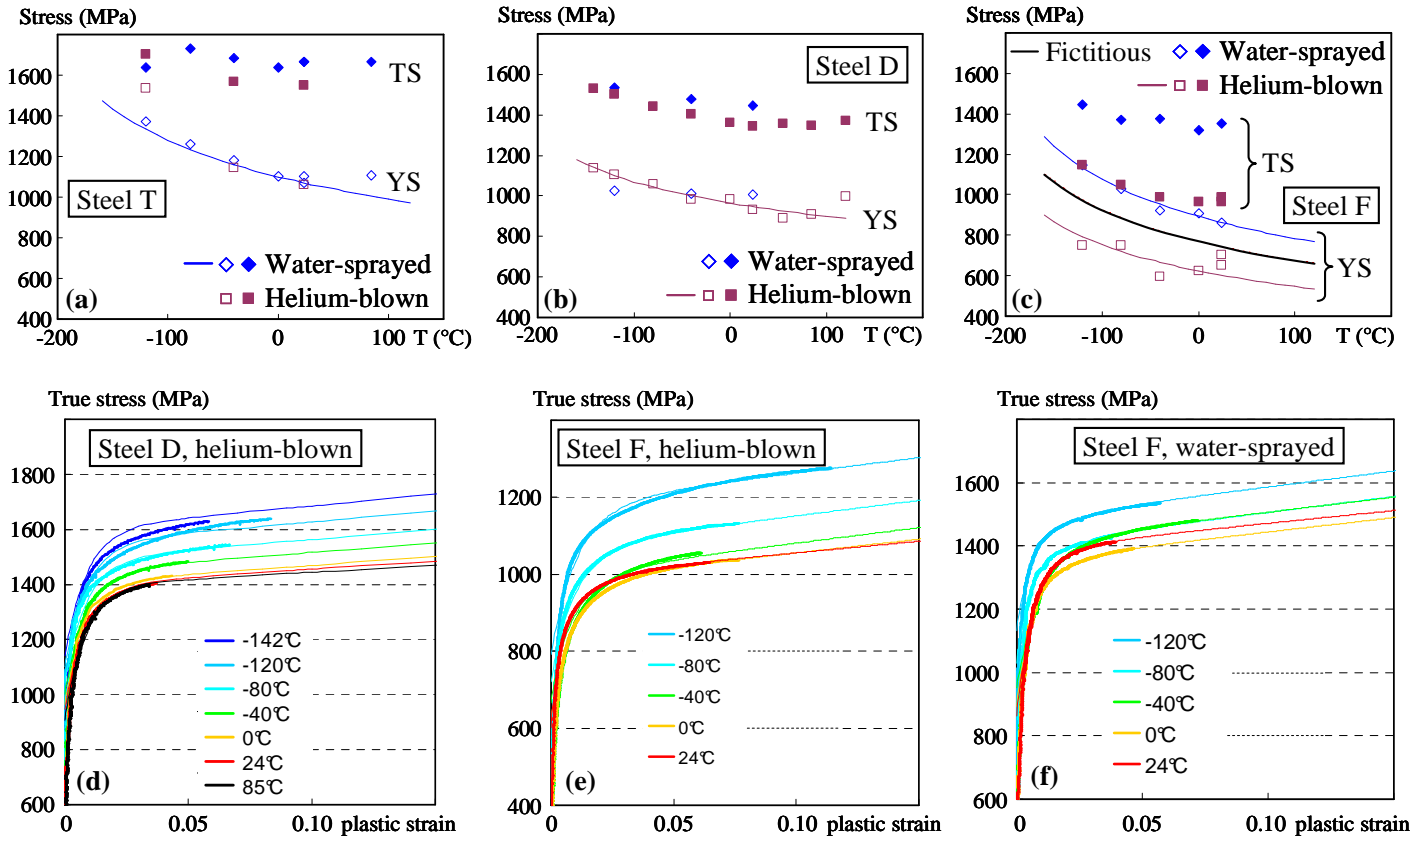 Stress (MPa)
1600
1400
1200
1000
800
600
400
-200
-100
0
100
T (°C)
TS
YS
Steel T
Water-sprayed
Helium-blown
(a)
Stress (MPa)
1800
1600
1400
1200
1000
800
600
400
-200
-100
0
100
T (°C)
Steel D
TS
YS
Water-sprayed
Helium-blown
(b)
Stress (MPa)
1600
1400
1200
1000
800
600
400
-200
-100
0
100
T (°C)
Fictitious
Water-sprayed
Helium-blown
TS
Steel F
YS
(c)
True stress (MPa)
Steel D, helium-blown
1800
1600
1400
1200
1000
800
600
0
0.05
0.10
plastic strain
-142°C
-120°C
-80°C
-40°C
0°C
24°C
85°C
(d)
True stress (MPa)
Steel F, helium-blown
1200
1000
800
600
400
0
0.05
0.10
plastic strain
-120°C
-80°C
-40°C
0°C
24°C
(e)
True stress (MPa)
Steel F, water-sprayed
1600
1400
1200
1000
800
600
0
0.05
0.10
plastic strain
-120°C
-80°C
-40°C
0°C
24°C
(f)